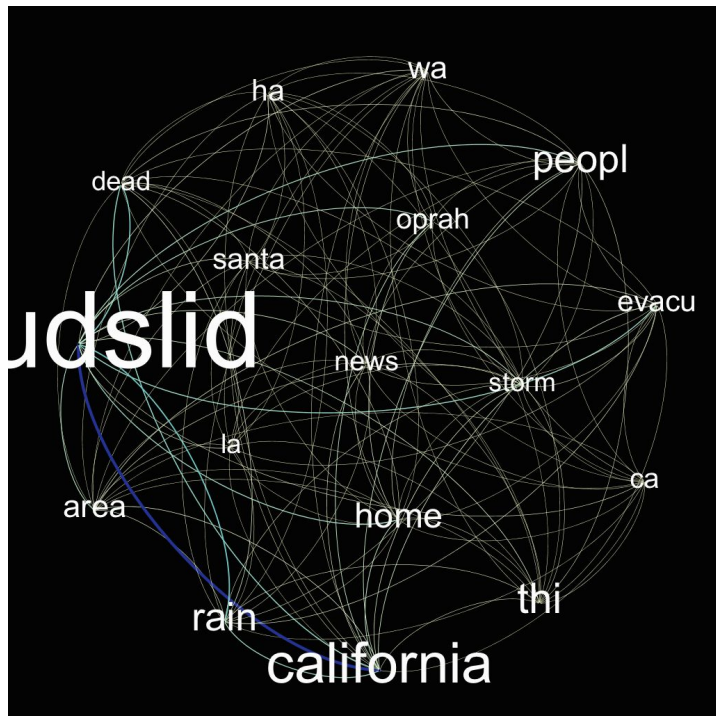 wa
ha
peopl
dead
oprah
santa
evacu
udslid
news
storm
la
ca
area
home
thi
rain
california